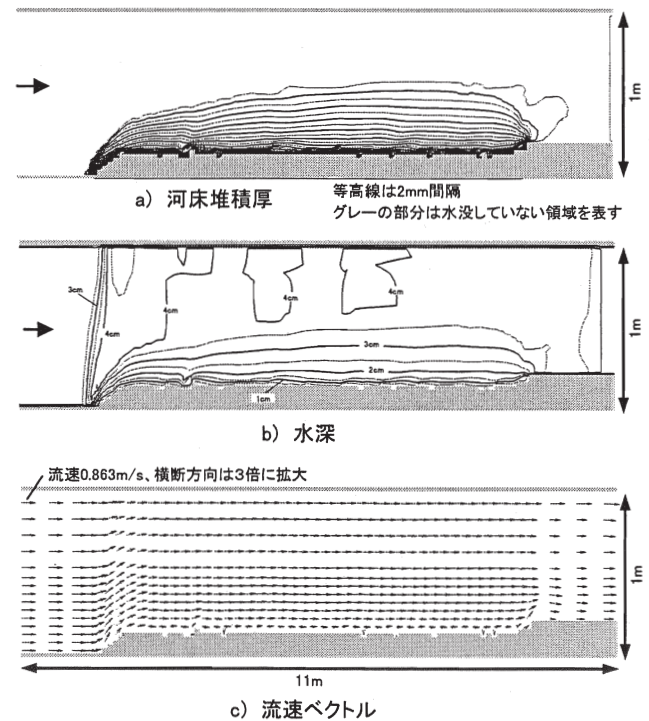 1m
a) 河床堆積厚
等高線は2mm間隔
グレーの部分は水没していない領域を表す
3cm
4cm
4cm
4cm
4cm
3cm
2cm
1cm
1m
b) 水深
流速0.863m/s、横断方向は3倍に拡大
1m
11m
c) 流速ベクトル